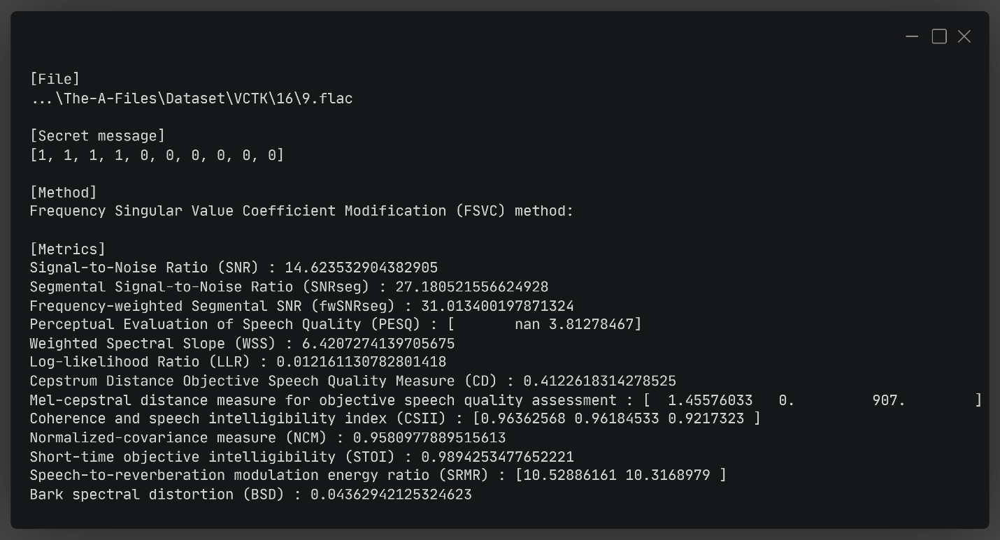 [File]
...\The-A-Files\Dataset\VCTK\16\9.flac
[Secret message]
[1, 1, 1, 1, 0, 0, 0, 0, 0, 0]
[Method]
Frequency Singular Value Coefficient Modification (FSVC) method:
[Metrics]
Signal-to-Noise Ratio (SNR) : 14.623532904382905
Segmental Signal-to-Noise Ratio (SNRseg) : 27.180521556624928
Frequency-weighted Segmental SNR (fwSNRseg) : 31.013400197871324
Perceptual Evaluation of Speech Quality (PESQ) : [       nan 3.81278467]
Weighted Spectral Slope (WSS) : 6.4207274139705675
Log-likelihood Ratio (LLR) : 0.012161130782801418
Cepstrum Distance Objective Speech Quality Measure (CD) : 0.4122618314278525
Mel-cepstral distance measure for objective speech quality assessment : [  1.45576033   0.         907.        ]
Coherence and speech intelligibility index (CSII) : [0.96362568 0.96184533 0.9217323 ]
Normalized-covariance measure (NCM) : 0.9580977889515613
Short-time objective intelligibility (STOI) : 0.9894253477652221
Speech-to-reverberation modulation energy ratio (SRMR) : [10.52886161 10.3168979 ]
Bark spectral distortion (BSD) : 0.04362942125324623